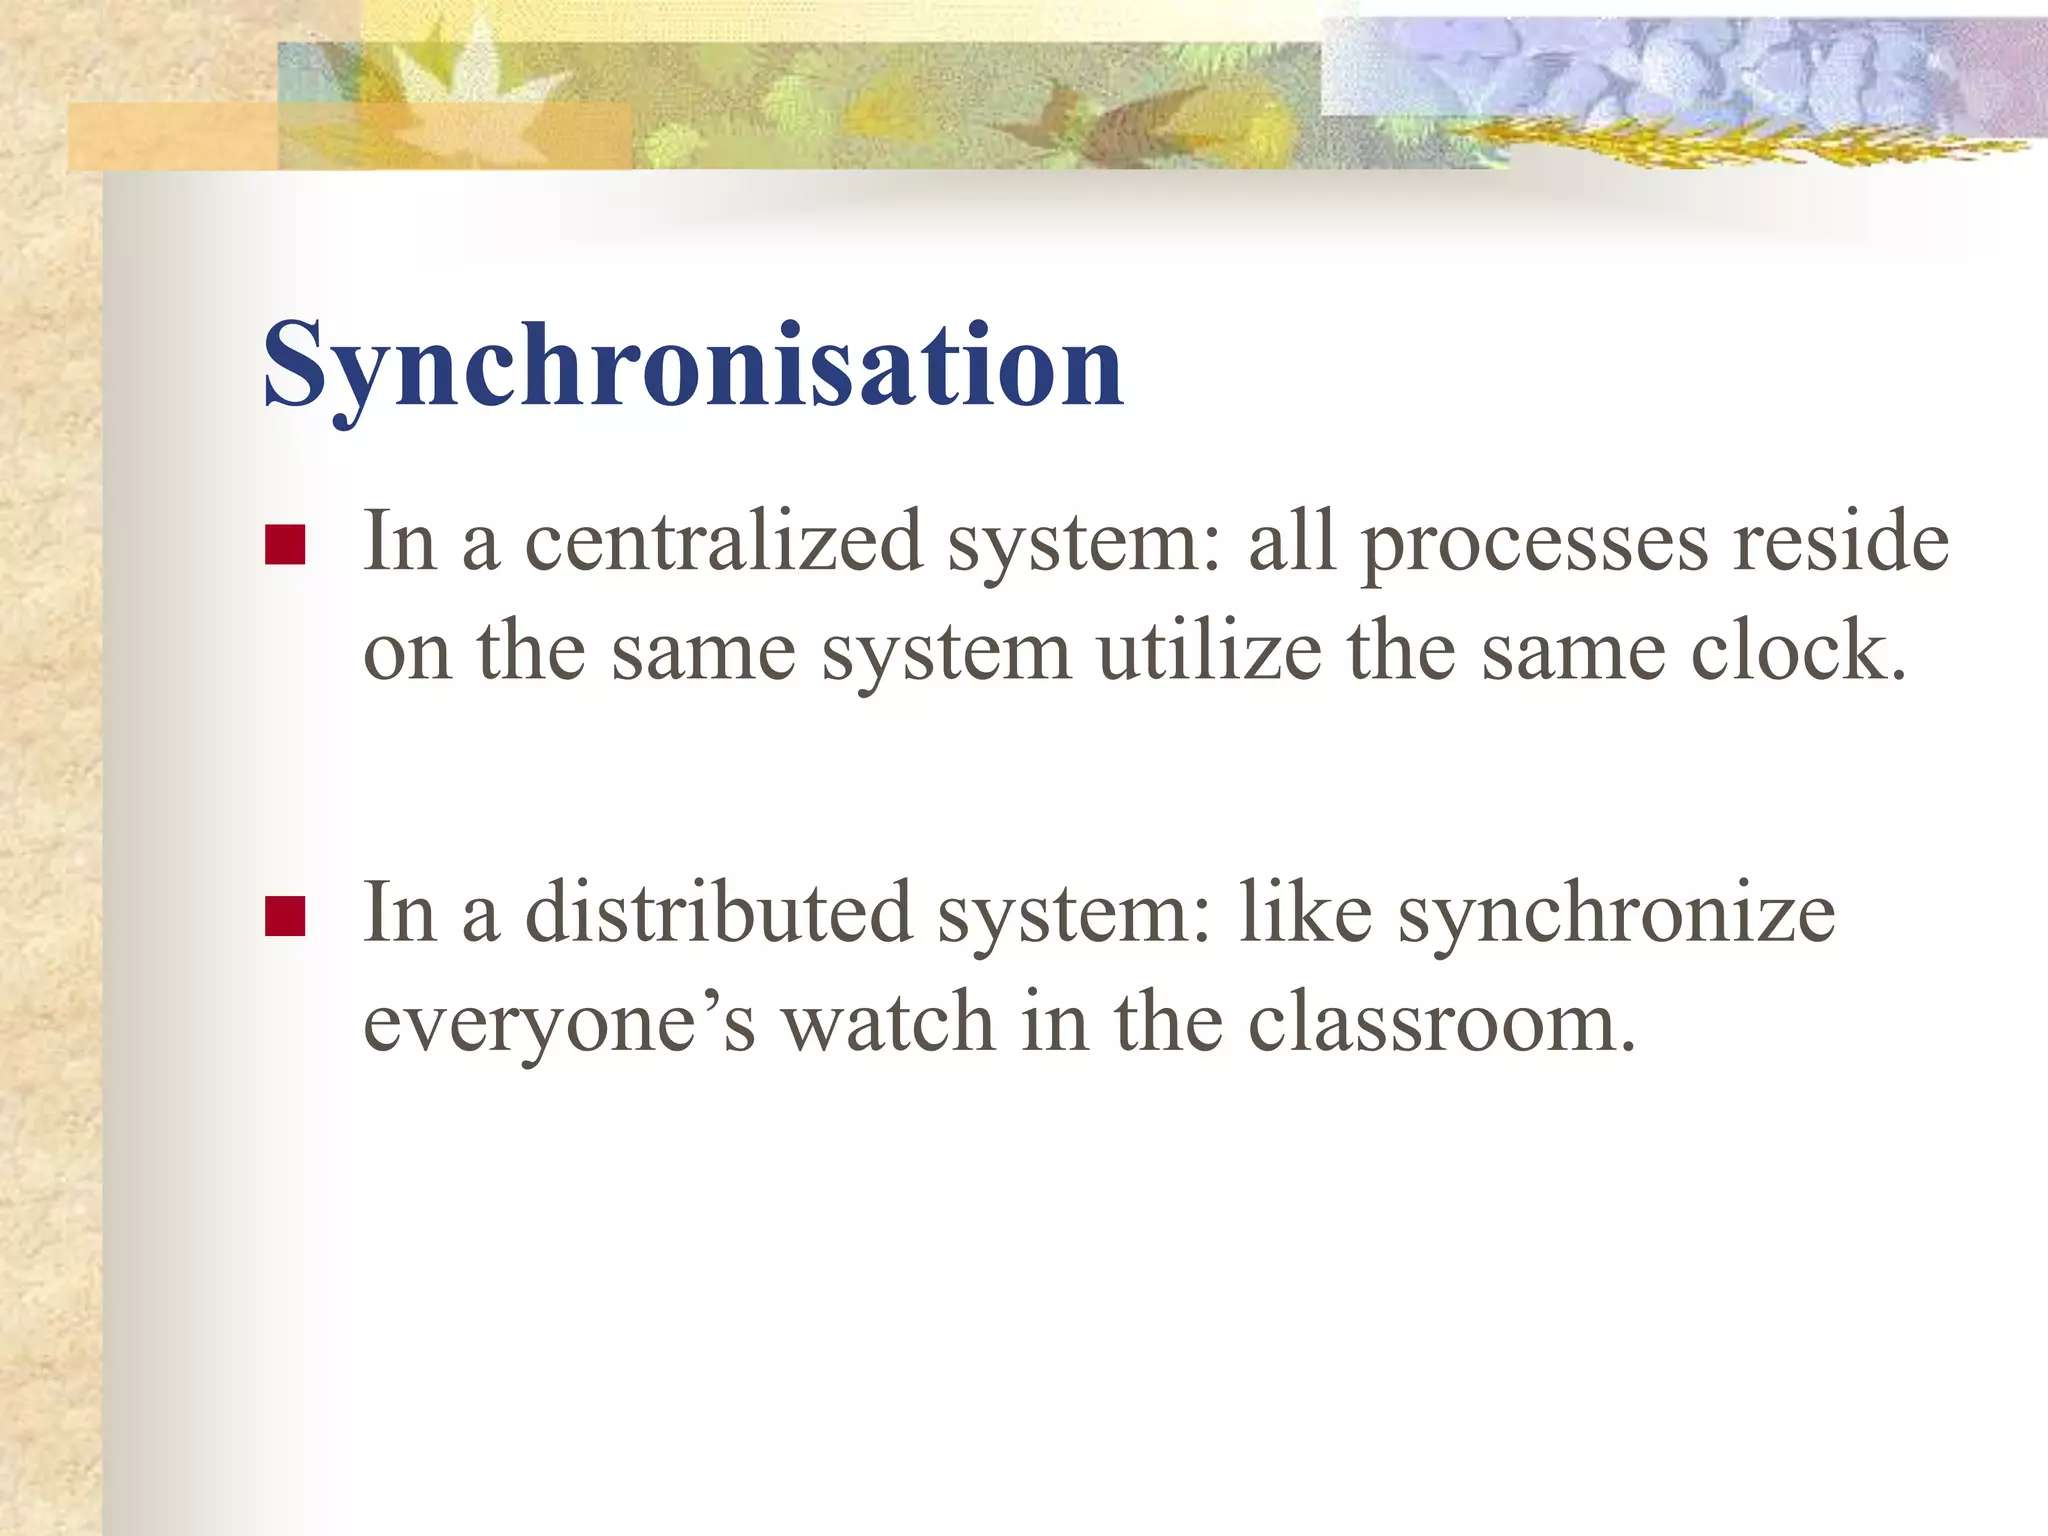 Synchronisation
In a centralized system: all processes reside
on the same system utilize the same clock.
In a distributed system: like synchronize
everyone’s watch in the classroom.